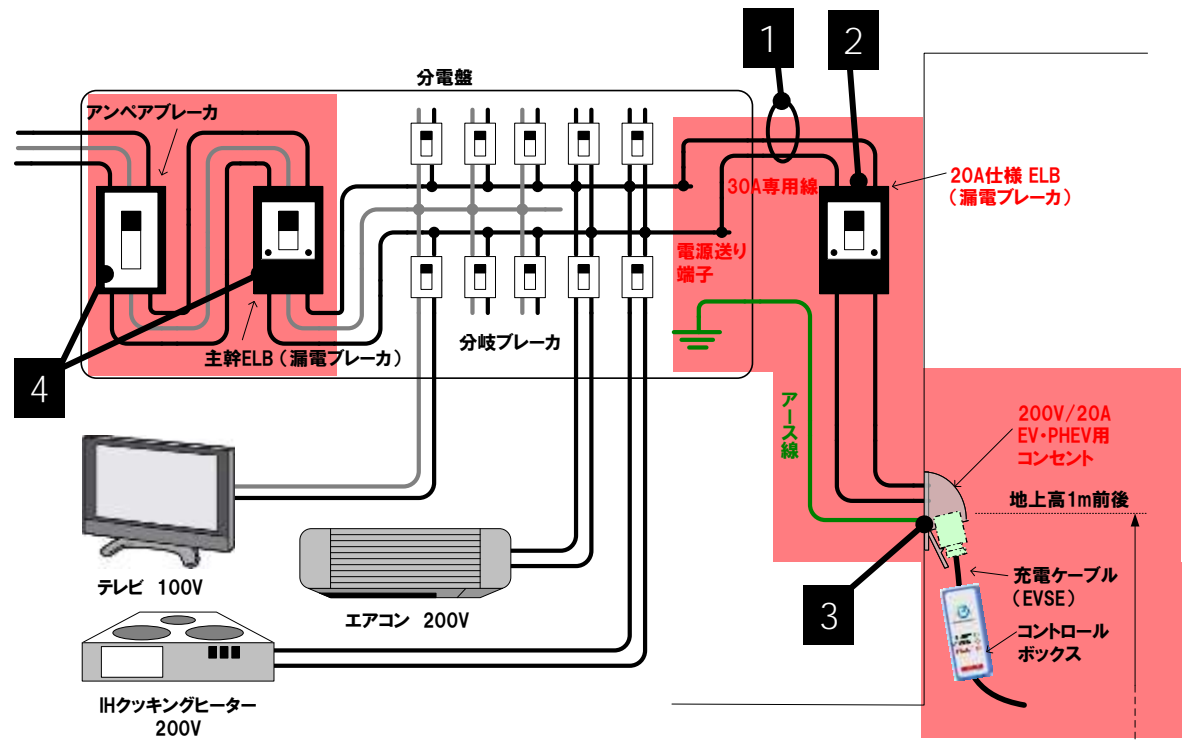 1
2
分電盤
アンペアブレーカ
30A専用線
20A仕様 ELB
(漏電ブレーカ)
電源送り
端子
分岐ブレーカ
主幹ELB (漏電ブレーカ)
4
アース線
200V/20A
EV・PHEV用
コンセント
地上高1m前後
テレビ 100V
エアコン 200V
3
充電ケーブル
(EVSE)
コントロール
ボックス
IHクッキングヒーター
200V